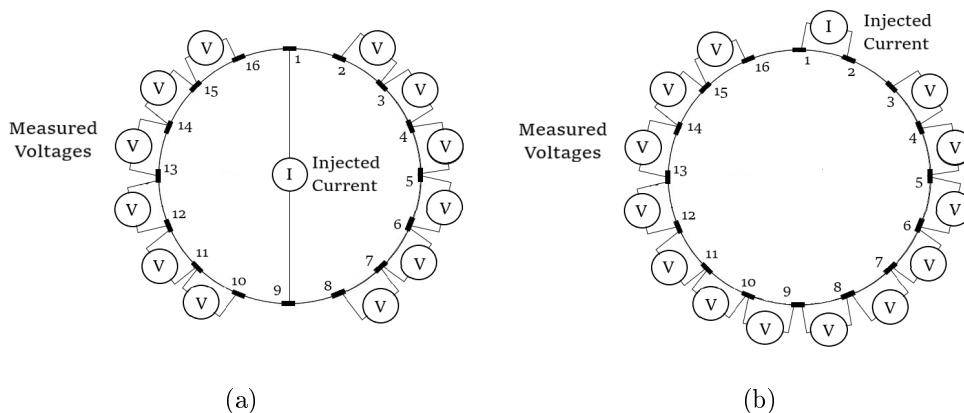 V
V
1
16
2
V
V
15
3
14
4
Measured
Voltages
V
V
13
Injected
Current
I
5
V
V
12
6
11
7
V
V
10
9
8
V
V
(a)
I
Injected
Current
V
1
2
16
V
V
15
3
14
4
Measured
Voltages
V
V
13
5
V
V
12
6
11
7
V
V
10
9
8
V
V
V
V
(b)